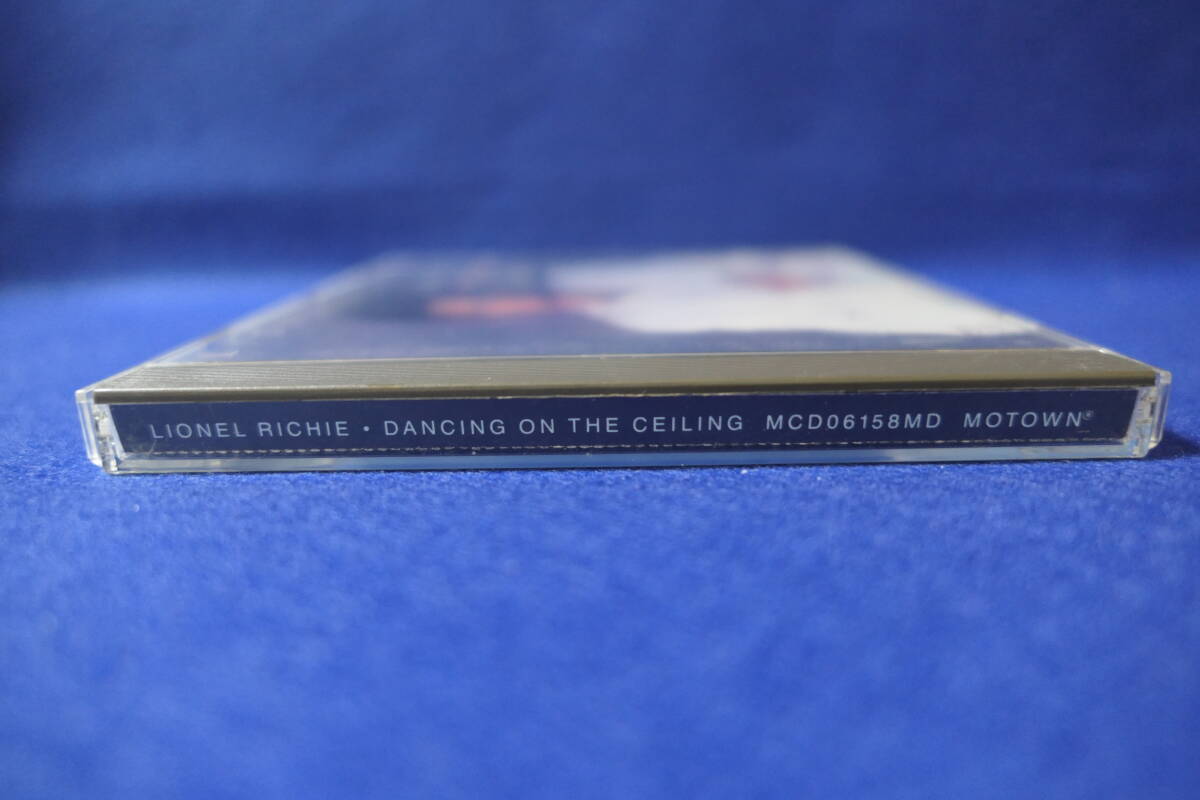 LIONEL RICHIE • DANCING ON THE CEILING MCD06158MD MOTOWN®